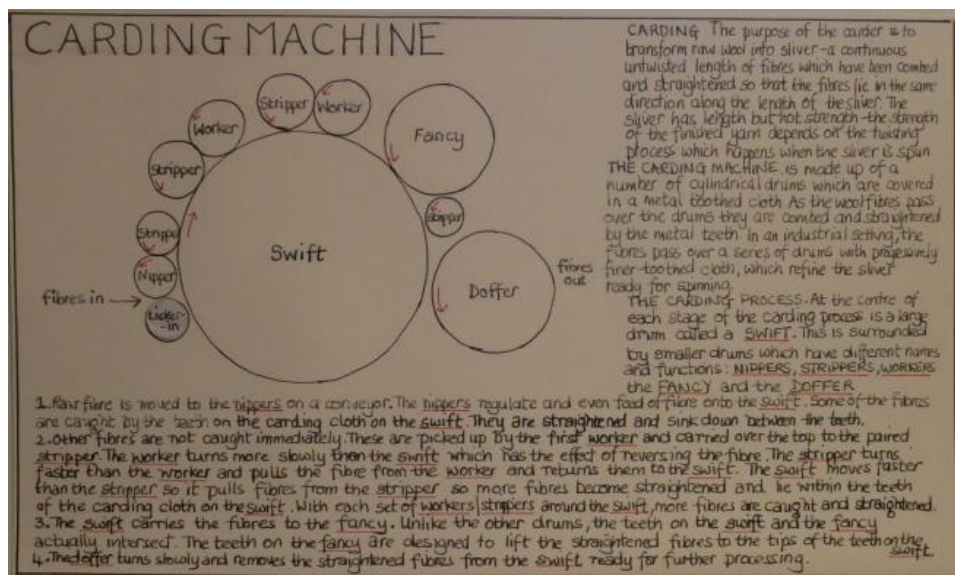 CARDING MACHINE
Stripper
Worker
Worker
Fancy
Stripper
Stripper
Strippe
Swift
Nipper
Doffer
fibres out
fibres in →
Licker-in
CARDING The purpose of the carder is to
transform raw wool into sliver - a continuous
untwisted length of fibres which have been combed
and straightened so that the fibres lie in the same
direction along the length of the sliver. The
sliver has length but not strength - the strength
of the finished yarn depends on the twisting
process which happens when the sliver is spun
THE CARDING MACHINE is made up of a
number of cylindrical drums which are covered
in a metal toothed cloth As the wool fibres pass
over the drums they are combed and straightened
by the metal teeth In an industrial setting, the
fibres pass over a series of drums with progessively
finer-toothed cloth, which refine the sliver
ready for spinning.
THE CARDING PROCESS. At the centre of
each stage of the carding process is a large
drum called a SWIFT. This is surrounded
by smaller drums which have different names
and functions: NIPPERS, STRIPPERS, WORKERS
the FANCY and the DOFFER
1. Raw fibre is moved to the nippers on a conveyor. The nippers regulate and even feed of fibre onto the swift. Some of the fibres
are caught by the teeth on the carding cloth on the swift. They are straightened and sink down between the teeth.
2. Other fibres are not caught immediately. These are picked up by the first worker and carried over the top to the paired
stripper. The worker turns more slowly than the swift which has the effect of reversing the fibre. The stripper turns
faster than the worker and pulls the fibre from the worker and returns them to the swift. The swift moves faster
than the stripper so it pulls fibres from the stripper so more fibres become straightened and lie within the teeth
of the carding cloth on the swift. With each set of workers/strippers around the swift, more fibres are caught and straightened.
3. The swift carries the fibres to the fancy. Unlike the other drums, the teeth on the swift and the fancy
actually intersect. The teeth on the fancy are designed to lift the straightened fibres to the tips of the teeth on the swift.
4. The doffer turns slowly and removes the straightened fibres from the swift ready for further processing.